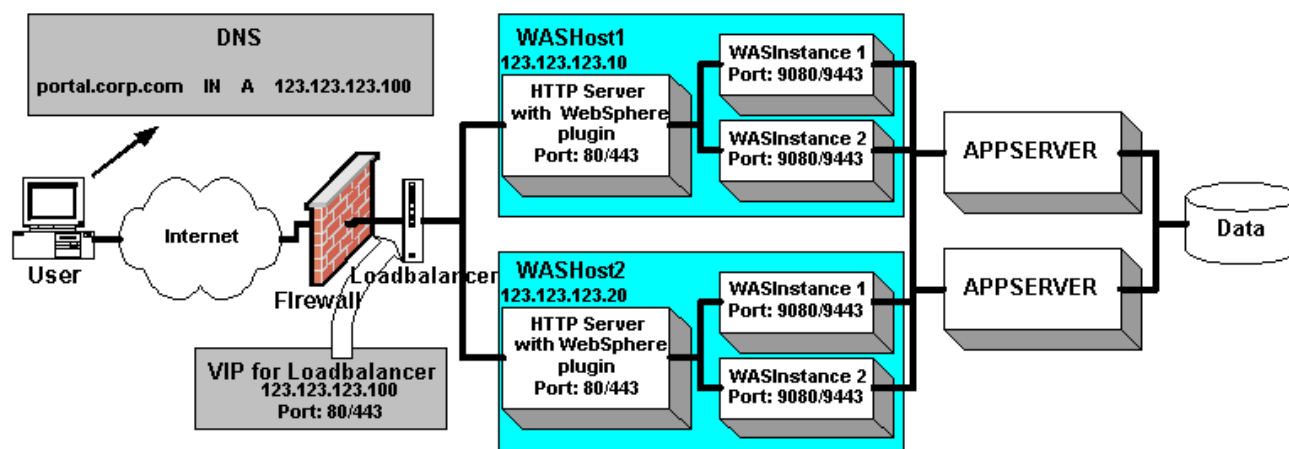 DNS
portal.corp.com IN A 123.123.123.100
User
Internet
Firewall
Loadbalancer
VIP for Loadbalancer
123.123.123.100
Port: 80/443
WASHost1
123.123.123.10
HTTP Server
with WebSphere
plugin
Port: 80/443
WASInstance 1
Port: 9080/9443
WASInstance 2
Port: 9080/9443
WASHost2
123.123.123.20
HTTP Server
with WebSphere
plugin
Port: 80/443
WASInstance 1
Port: 9080/9443
WASInstance 2
Port: 9080/9443
APPSERVER
APPSERVER
Data